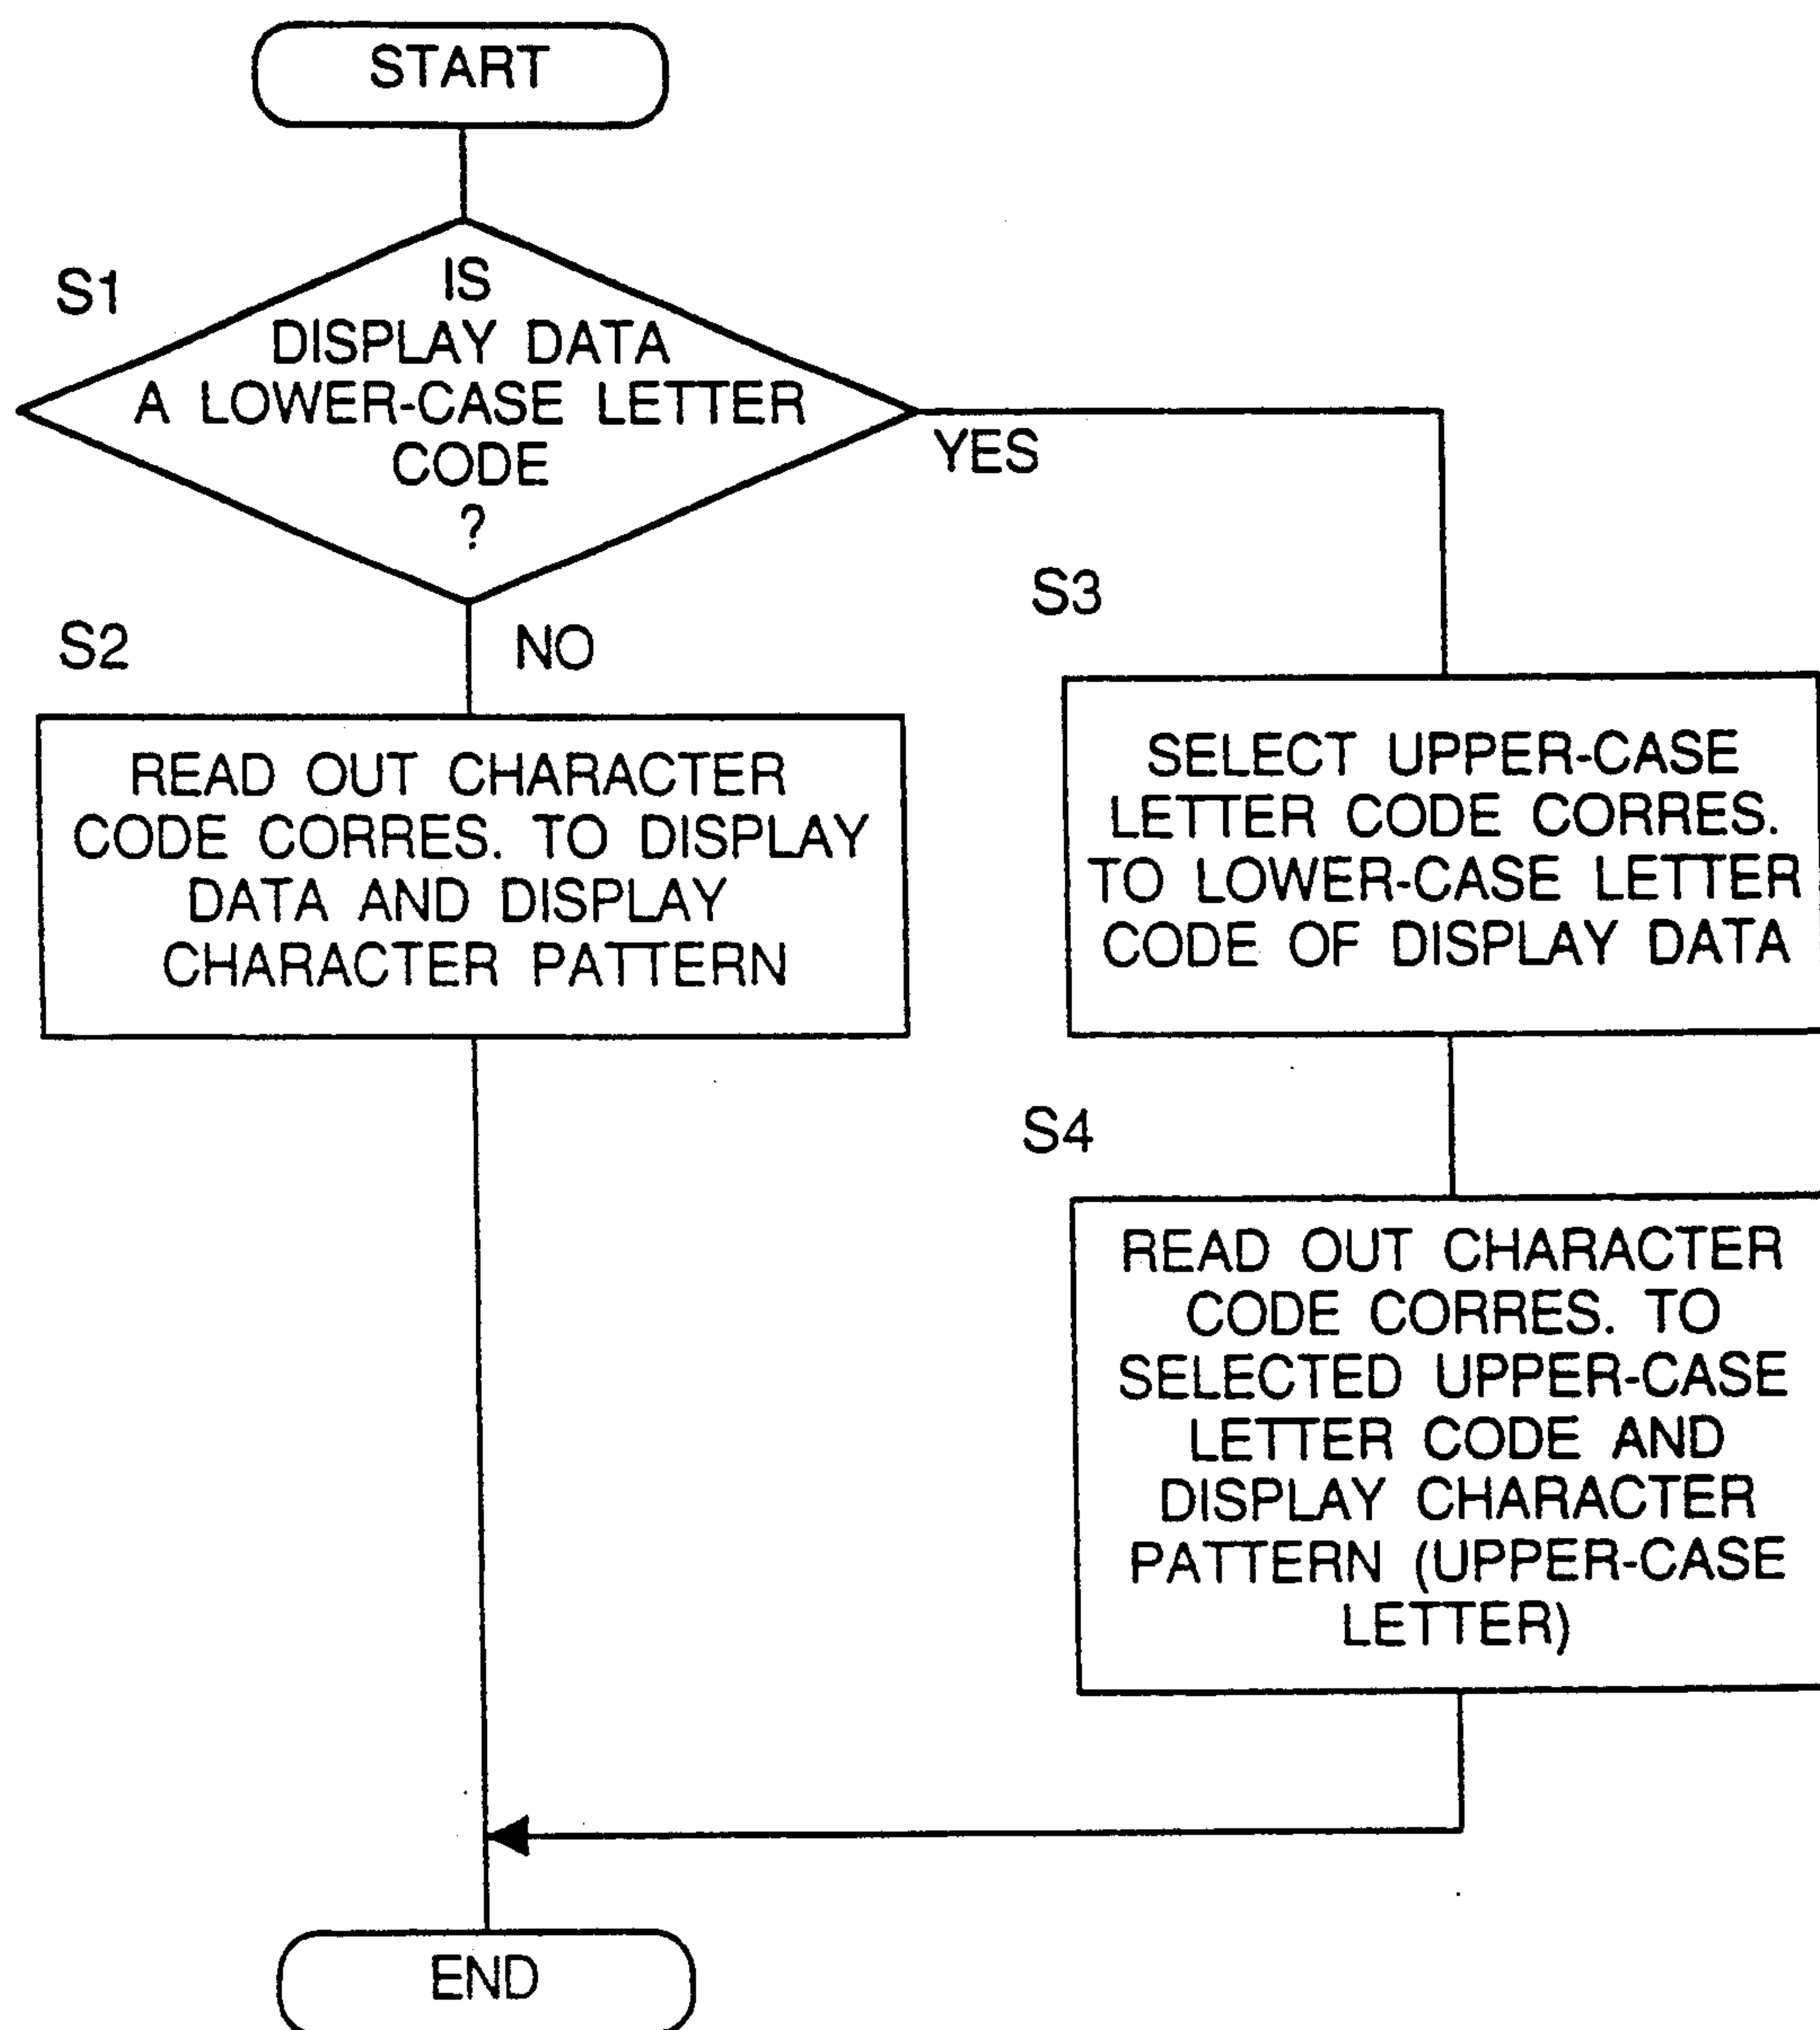 START
S1
IS
DISPLAY DATA
A LOWER-CASE LETTER
CODE
?
YES
S2
NO
READ OUT CHARACTER
CODE CORRES. TO DISPLAY
DATA AND DISPLAY
CHARACTER PATTERN
S3
SELECT UPPER-CASE
LETTER CODE CORRES.
TO LOWER-CASE LETTER
CODE OF DISPLAY DATA
S4
READ OUT CHARACTER
CODE CORRES. TO
SELECTED UPPER-CASE
LETTER CODE AND
DISPLAY CHARACTER
PATTERN (UPPER-CASE
LETTER)
END